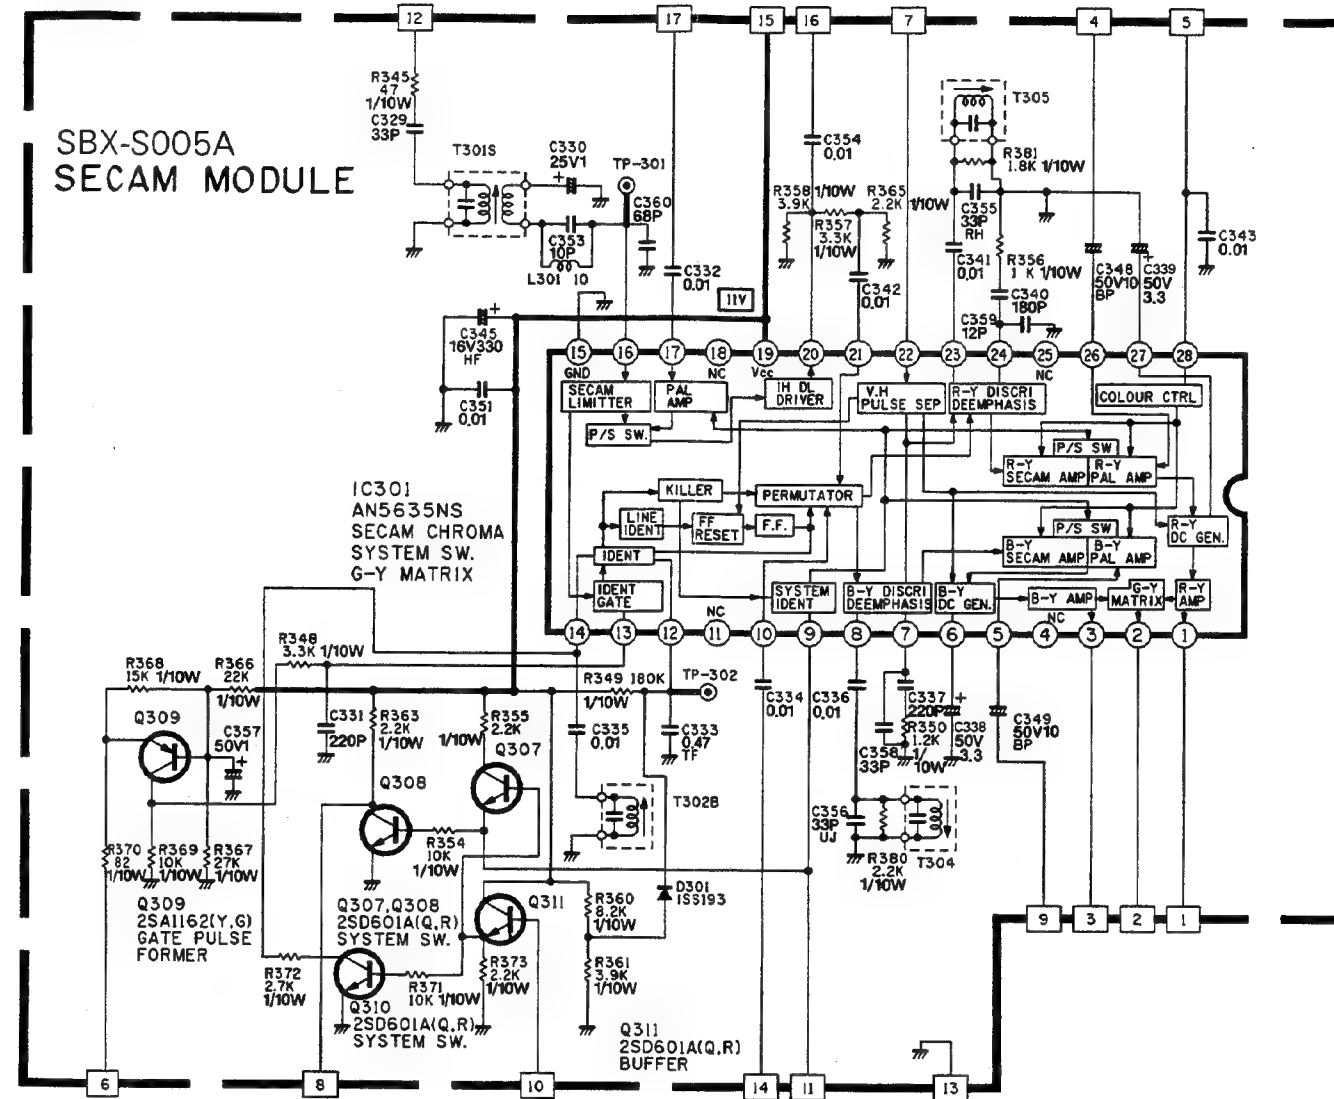 12
17
15
16
7
4
5
SBX-S005A
SECAM MODULE
R345
47
1/10W
C329
33P
T301S
C330
25V1
+
TP-301
C360
68P
C353
10P
L301 10
C332
0.01
11V
C354
0.01
R358 1/10W
3.9K
R357
3.3K
1/10W
R365
2.2K 1/10W
C342
0.01
T305
R381
1.8K 1/10W
C355
33P
RH
C341
0.01
R356
1K 1/10W
C340
180P
C359
12P
C348
50V10
BP
+
C339
50V
3.3
C343
0.01
+
C345
16V330
HF
C351
0.01
15
16
17
18
19
20
21
22
23
24
25
26
27
28
GND
NC
Vcc
NC
SECAM
LIMITTER
PAL
AMP
1H DL
DRIVER
V.H
PULSE SEP
R-Y DISCRI
DEEMPHASIS
COLOUR CTRL
P/S SW.
P/S SW
R-Y
SECAM AMP
R-Y
PAL AMP
KILLER
PERMUTATOR
LINE
IDENT
FF
RESET
F.F.
P/S SW
R-Y
DC GEN.
IDENT
B-Y
SECAM AMP
B-Y
PAL AMP
IDENT
GATE
SYSTEM
IDENT
B-Y DISCRI
DEEMPHASIS
B-Y
DC GEN.
B-Y AMP
G-Y
MATRIX
R-Y
AMP
NC
NC
14
13
12
11
10
9
8
7
6
5
4
3
2
1
IC301
AN5635NS
SECAM CHROMA
SYSTEM SW.
G-Y MATRIX
R348
3.3K 1/10W
R368
15K 1/10W
R366
22K
1/10W
Q309
C357
50V1
+
C331
220P
R363
2.2K
1/10W
R355
2.2K
1/10W
Q307
Q308
R349 180K
1/10W
TP-302
C335
0.01
C333
0.47
TF
C334
0.01
C336
0.01
C337
220P
R350
1.2K
1/
10W
C358
33P
+
C338
50V
3.3
C349
50V10
BP
T302B
C356
33P
UJ
R380
2.2K
1/10W
T304
R354
10K
1/10W
R370
82
1/10W
R369
10K
1/10W
R367
27K
1/10W
Q309
2SA1162(Y,G)
GATE PULSE
FORMER
Q307,Q308
2SD601A(Q,R)
SYSTEM SW.
Q311
R360
8.2K
1/10W
D301
1SS193
R361
3.9K
1/10W
R372
2.7K
1/10W
R371
10K 1/10W
R373
2.2K
1/10W
Q310
2SD601A(Q,R)
SYSTEM SW.
Q311
2SD601A(Q,R)
BUFFER
9
3
2
1
6
8
10
14
11
13